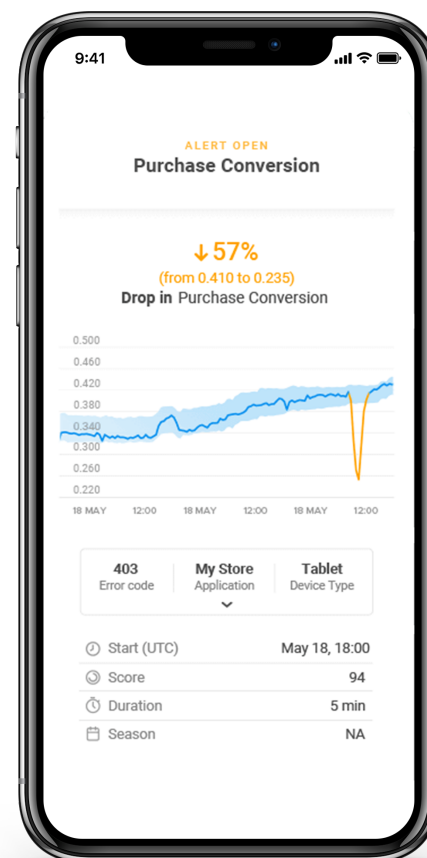 9:41
ALERT OPEN
Purchase Conversion
↓57%
(from 0.410 to 0.235)
Drop in Purchase Conversion
0.500
0.460
0.420
0.380
0.340
0.300
0.260
0.220
18 MAY 12:00 18 MAY 12:00 18 MAY 12:00
403 My Store Tablet
Error code Application Device Type
Start (UTC) May 18, 18:00
Score 94
Duration 5 min
Season NA